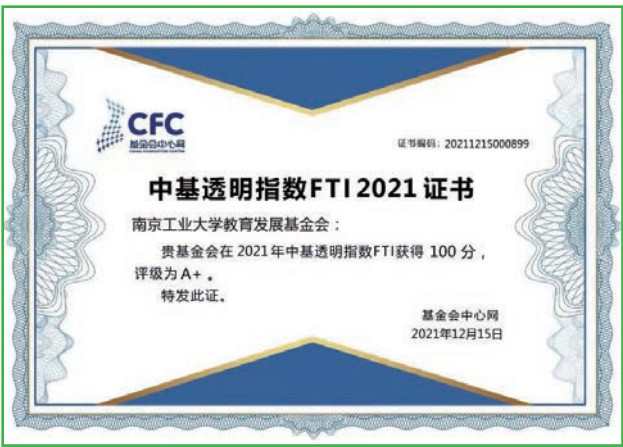 CFC
基金会中心网
CHINA FOUNDATION CENTER
证书编码：20211215000899
中基透明指数FTI 2021 证书
南京工业大学教育发展基金会：
贵基金会在 2021 年中基透明指数FTI获得 100 分，
评级为 A+ 。
特发此证。
基金会中心网
2021年12月15日